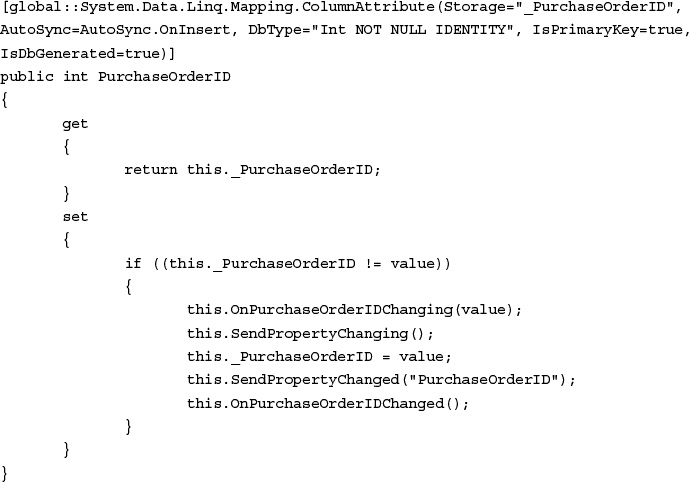 [global::System.Data.Linq.Mapping.ColumnAttribute(Storage="_PurchaseOrderID",
AutoSync=AutoSync.OnInsert, DbType="Int NOT NULL IDENTITY", IsPrimaryKey=true,
IsDbGenerated=true)]
public int PurchaseOrderID
{
get
{
return this._PurchaseOrderID;
}
set
{
if ((this._PurchaseOrderID != value))
{
this.OnPurchaseOrderIDChanging(value);
this.SendPropertyChanging();
this._PurchaseOrderID = value;
this.SendPropertyChanged("PurchaseOrderID");
this.OnPurchaseOrderIDChanged();
}
}
}